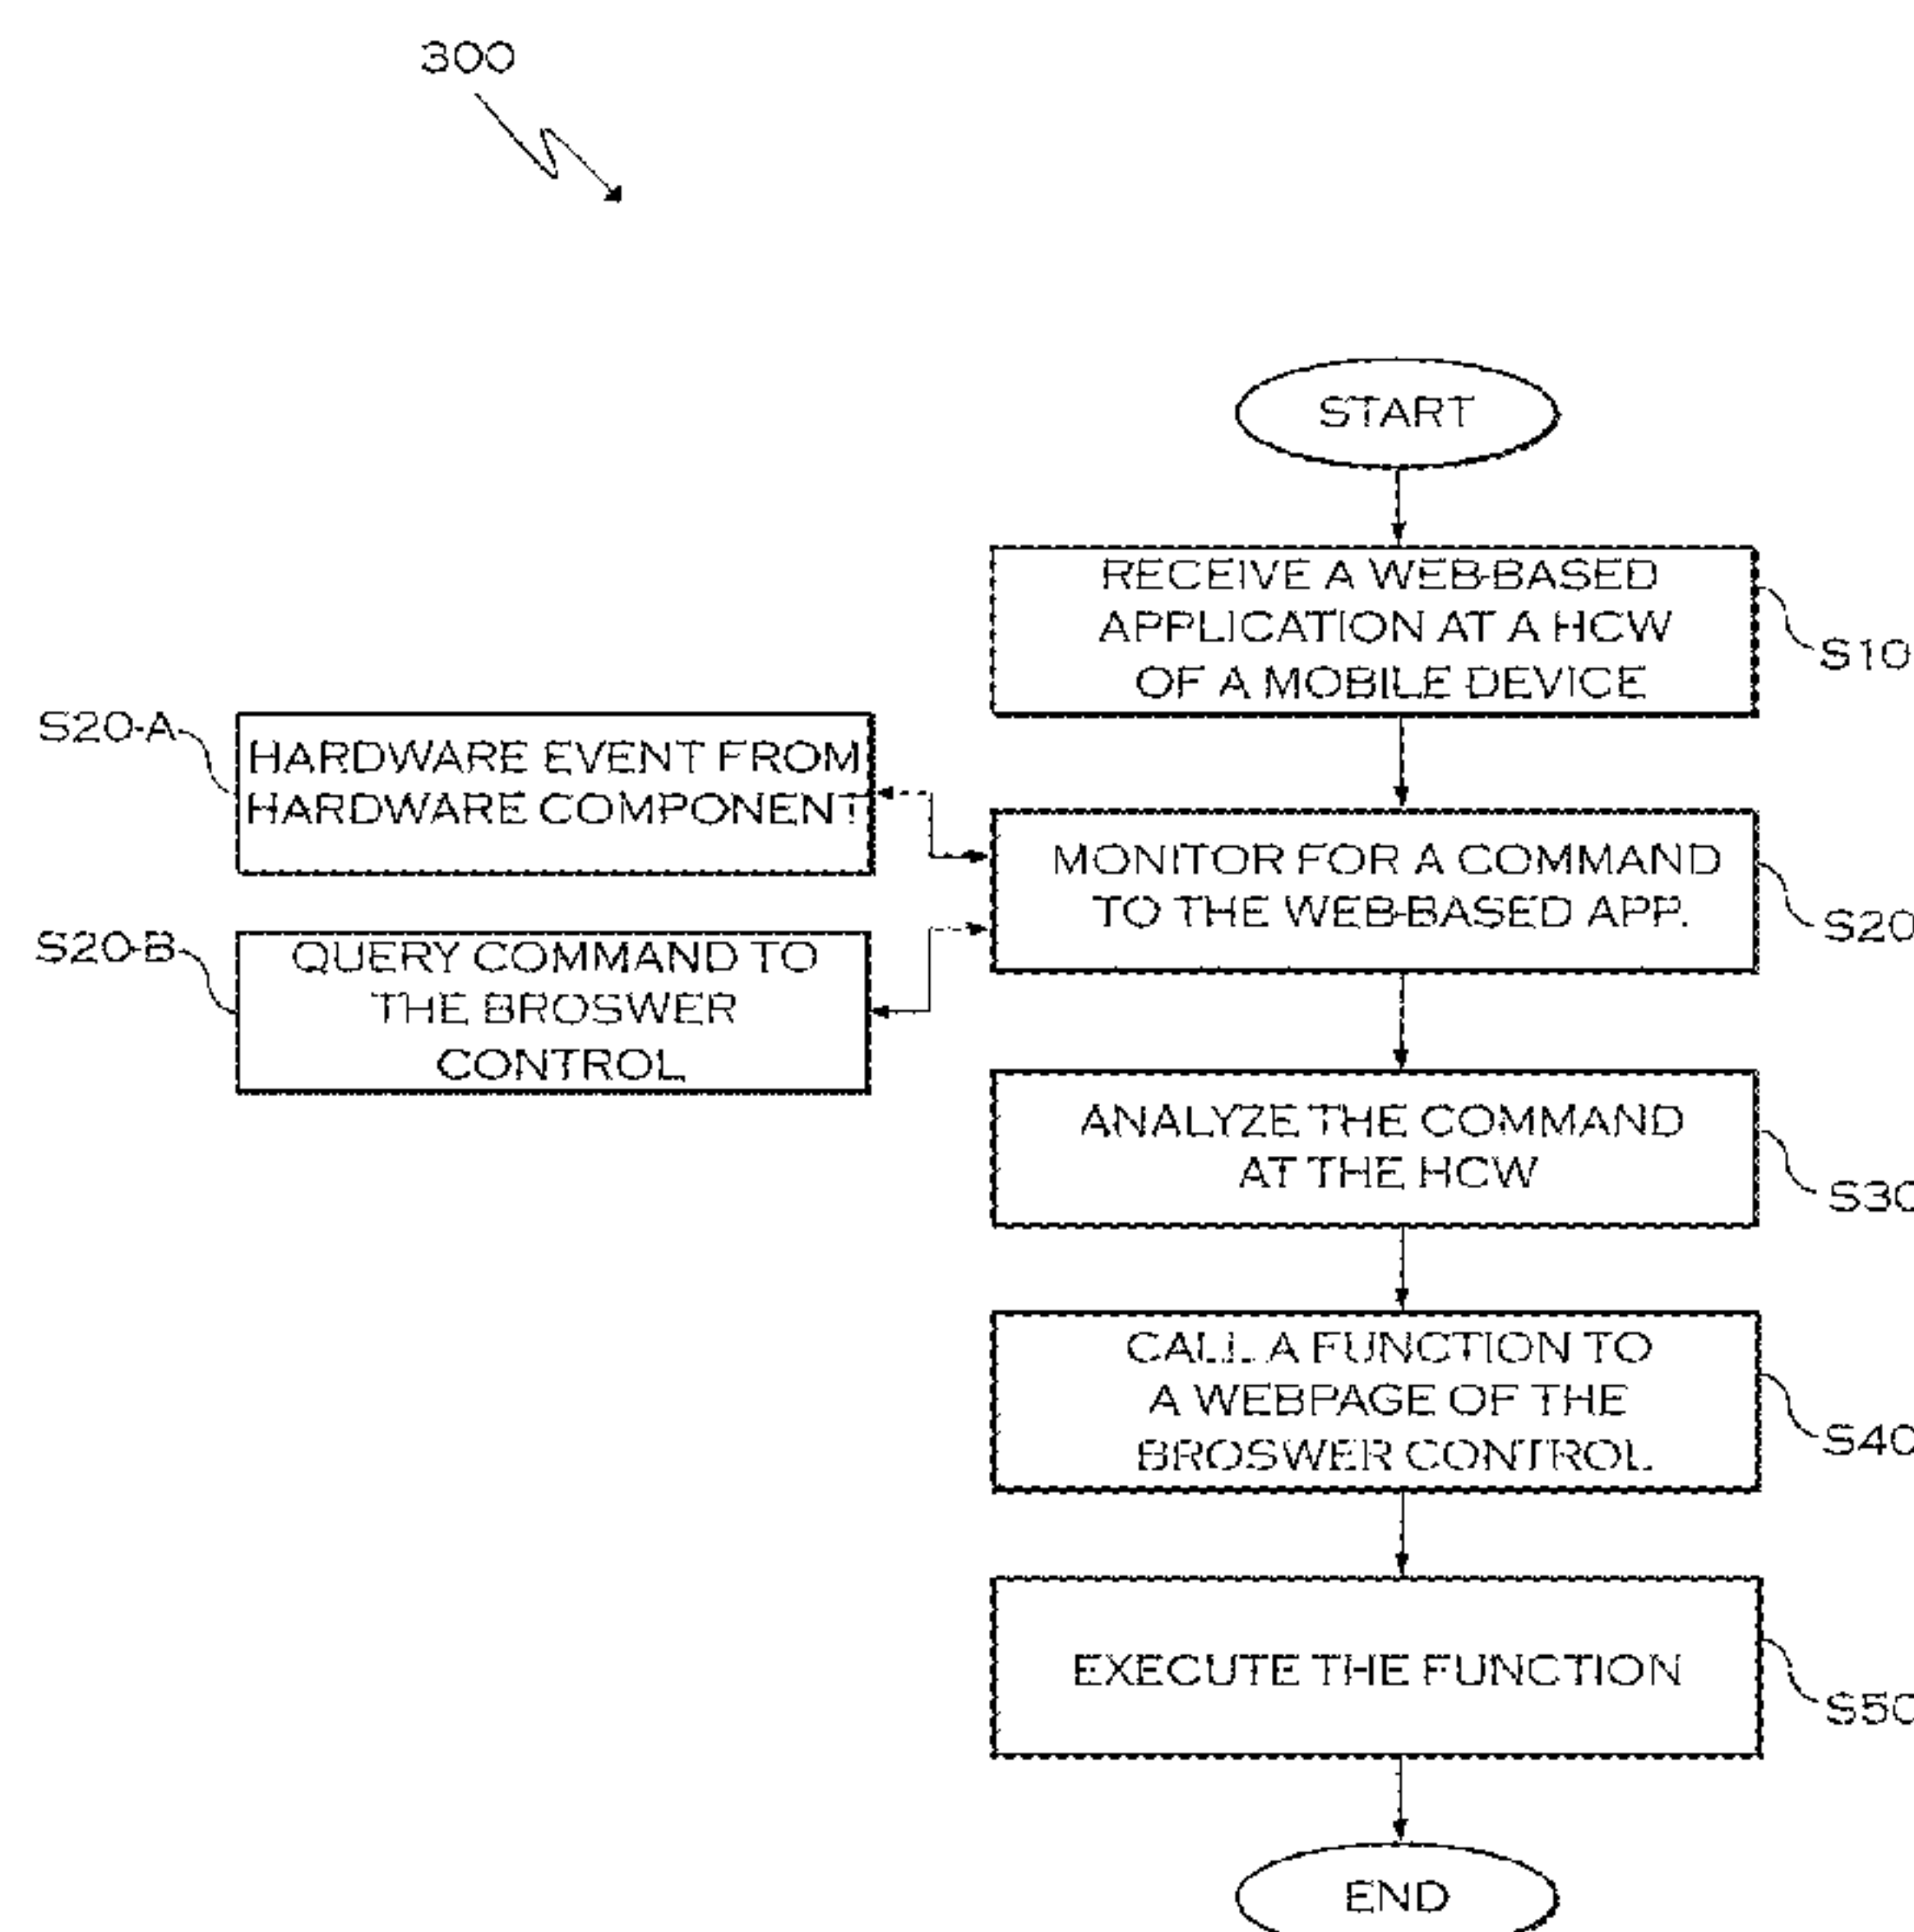 300
START
RECEIVE A WEB-BASED
APPLICATION AT A HCW
OF A MOBILE DEVICE
S10
S20-A
HARDWARE EVENT FROM
HARDWARE COMPONENT
MONITOR FOR A COMMAND
TO THE WEB-BASED APP.
S20
S20-B
QUERY COMMAND TO
THE BROSWER
CONTROL
ANALYZE THE COMMAND
AT THE HCW
S30
CALL A FUNCTION TO
A WEBPAGE OF THE
BROSWER CONTROL
S40
EXECUTE THE FUNCTION
S50
END